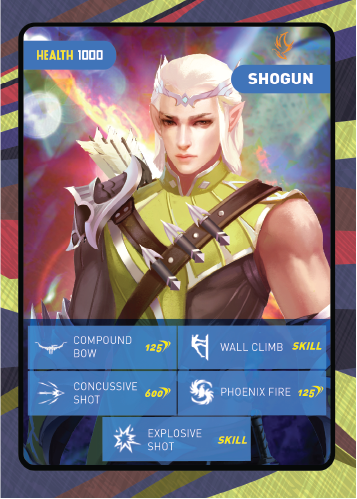 HEALTH 1000
SHOGUN
COMPOUND
BOW 125
WALL CLIMB SKILL
CONCUSSIVE
SHOT 600
PHOENIX FIRE 125
EXPLOSIVE
SHOT SKILL